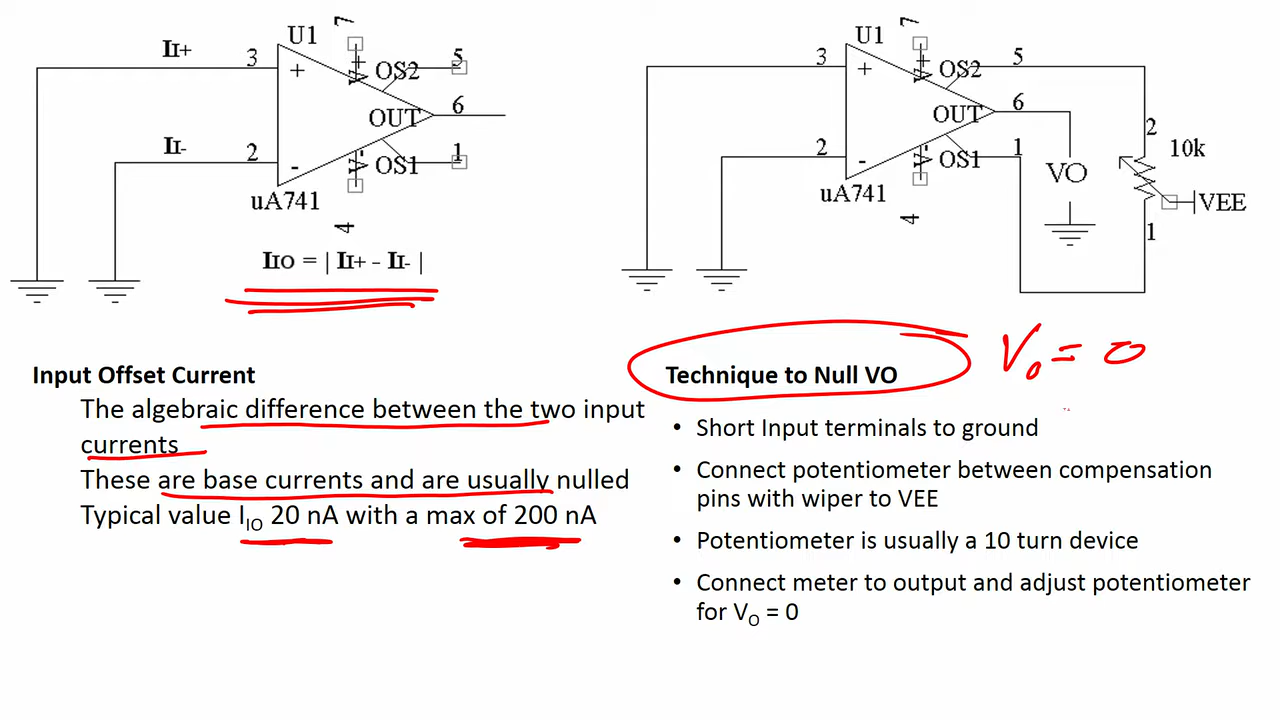 II+
3
U1
7
+
V+
OS2
5
OUT
6
II-
2
-
V-
OS1
1
uA741
4
IIO = | II+ - II- |
3
U1
7
+
V+
OS2
5
OUT
6
2
-
V-
OS1
1
uA741
4
VO
2
10k
VEE
1
Vo = 0
Input Offset Current
The algebraic difference between the two input
currents
These are base currents and are usually nulled
Typical value IIO 20 nA with a max of 200 nA
Technique to Null VO
• Short Input terminals to ground
• Connect potentiometer between compensation
pins with wiper to VEE
• Potentiometer is usually a 10 turn device
• Connect meter to output and adjust potentiometer
for VO = 0